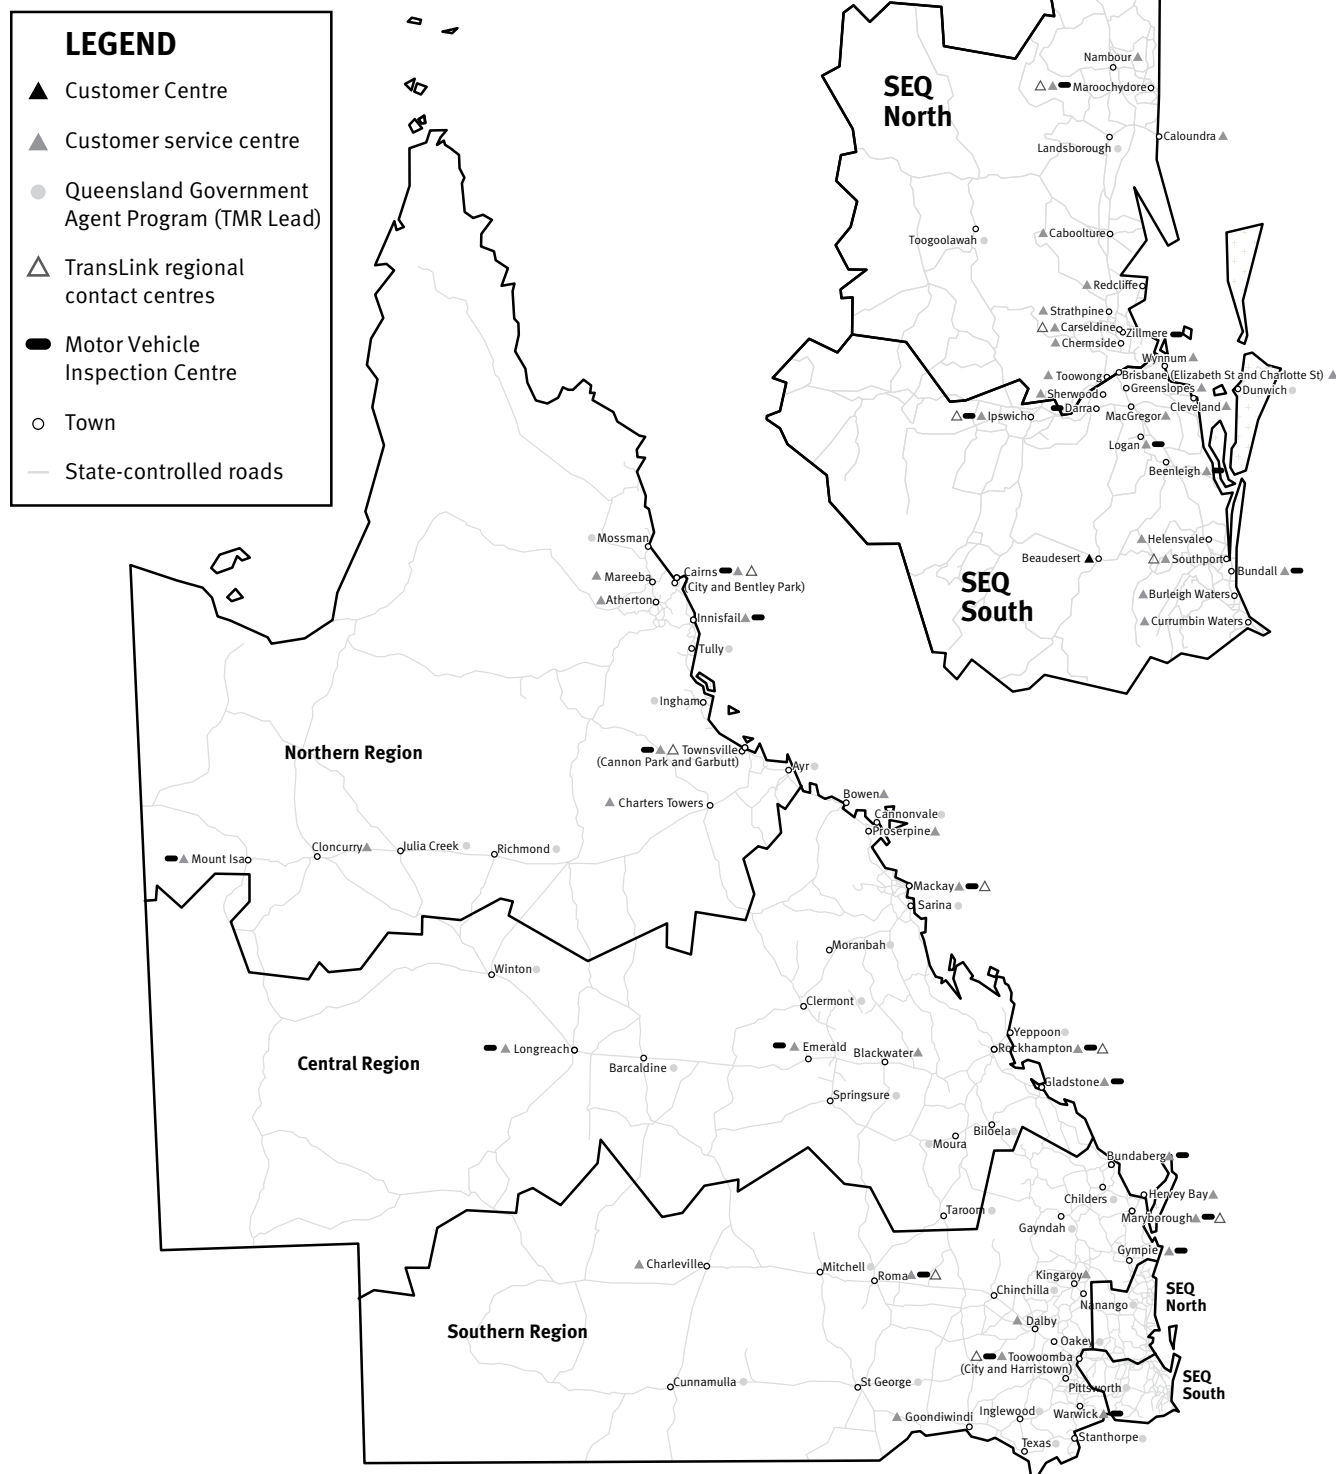 LEGEND
Customer Centre
Customer service centre
Queensland Government
Agent Program (TMR Lead)
TransLink regional
contact centres
Motor Vehicle
Inspection Centre
Town
State-controlled roads
SEQ
North
Nambour
Maroochydore
Landsborough
Caloundra
Toogoolawah
Caboolture
Redcliffe
Strathpine
Carseldine
Zillmere
Chermside
Wynnum
Toowong
Brisbane (Elizabeth St and Charlotte St)
Greenslopes
Dunwich
Sherwood
Darra
MacGregor
Cleveland
Ipswich
Logan
Beenleigh
Helensvale
Beaudesert
Southport
Bundall
SEQ
South
Burleigh Waters
Currumbin Waters
Mossman
Mareeba
Cairns
(City and Bentley Park)
Atherton
Innisfail
Tully
Ingham
Northern Region
Townsville
(Cannon Park and Garbutt)
Ayr
Charters Towers
Bowen
Cannonvale
Proserpine
Mount Isa
Cloncurry
Julia Creek
Richmond
Mackay
Sarina
Moranbah
Winton
Clermont
Yeppoon
Central Region
Longreach
Barcaldine
Emerald
Blackwater
Rockhampton
Gladstone
Springsure
Biloela
Moura
Bundaberg
Childers
Hervey Bay
Taroom
Gayndah
Maryborough
Gympie
Charleville
Mitchell
Roma
Kingaroy
Chinchilla
Nanango
SEQ
North
Southern Region
Dalby
Oakey
Toowoomba
(City and Harristown)
SEQ
South
Cunnamulla
St George
Pittsworth
Goondiwindi
Inglewood
Warwick
Texas
Stanthorpe